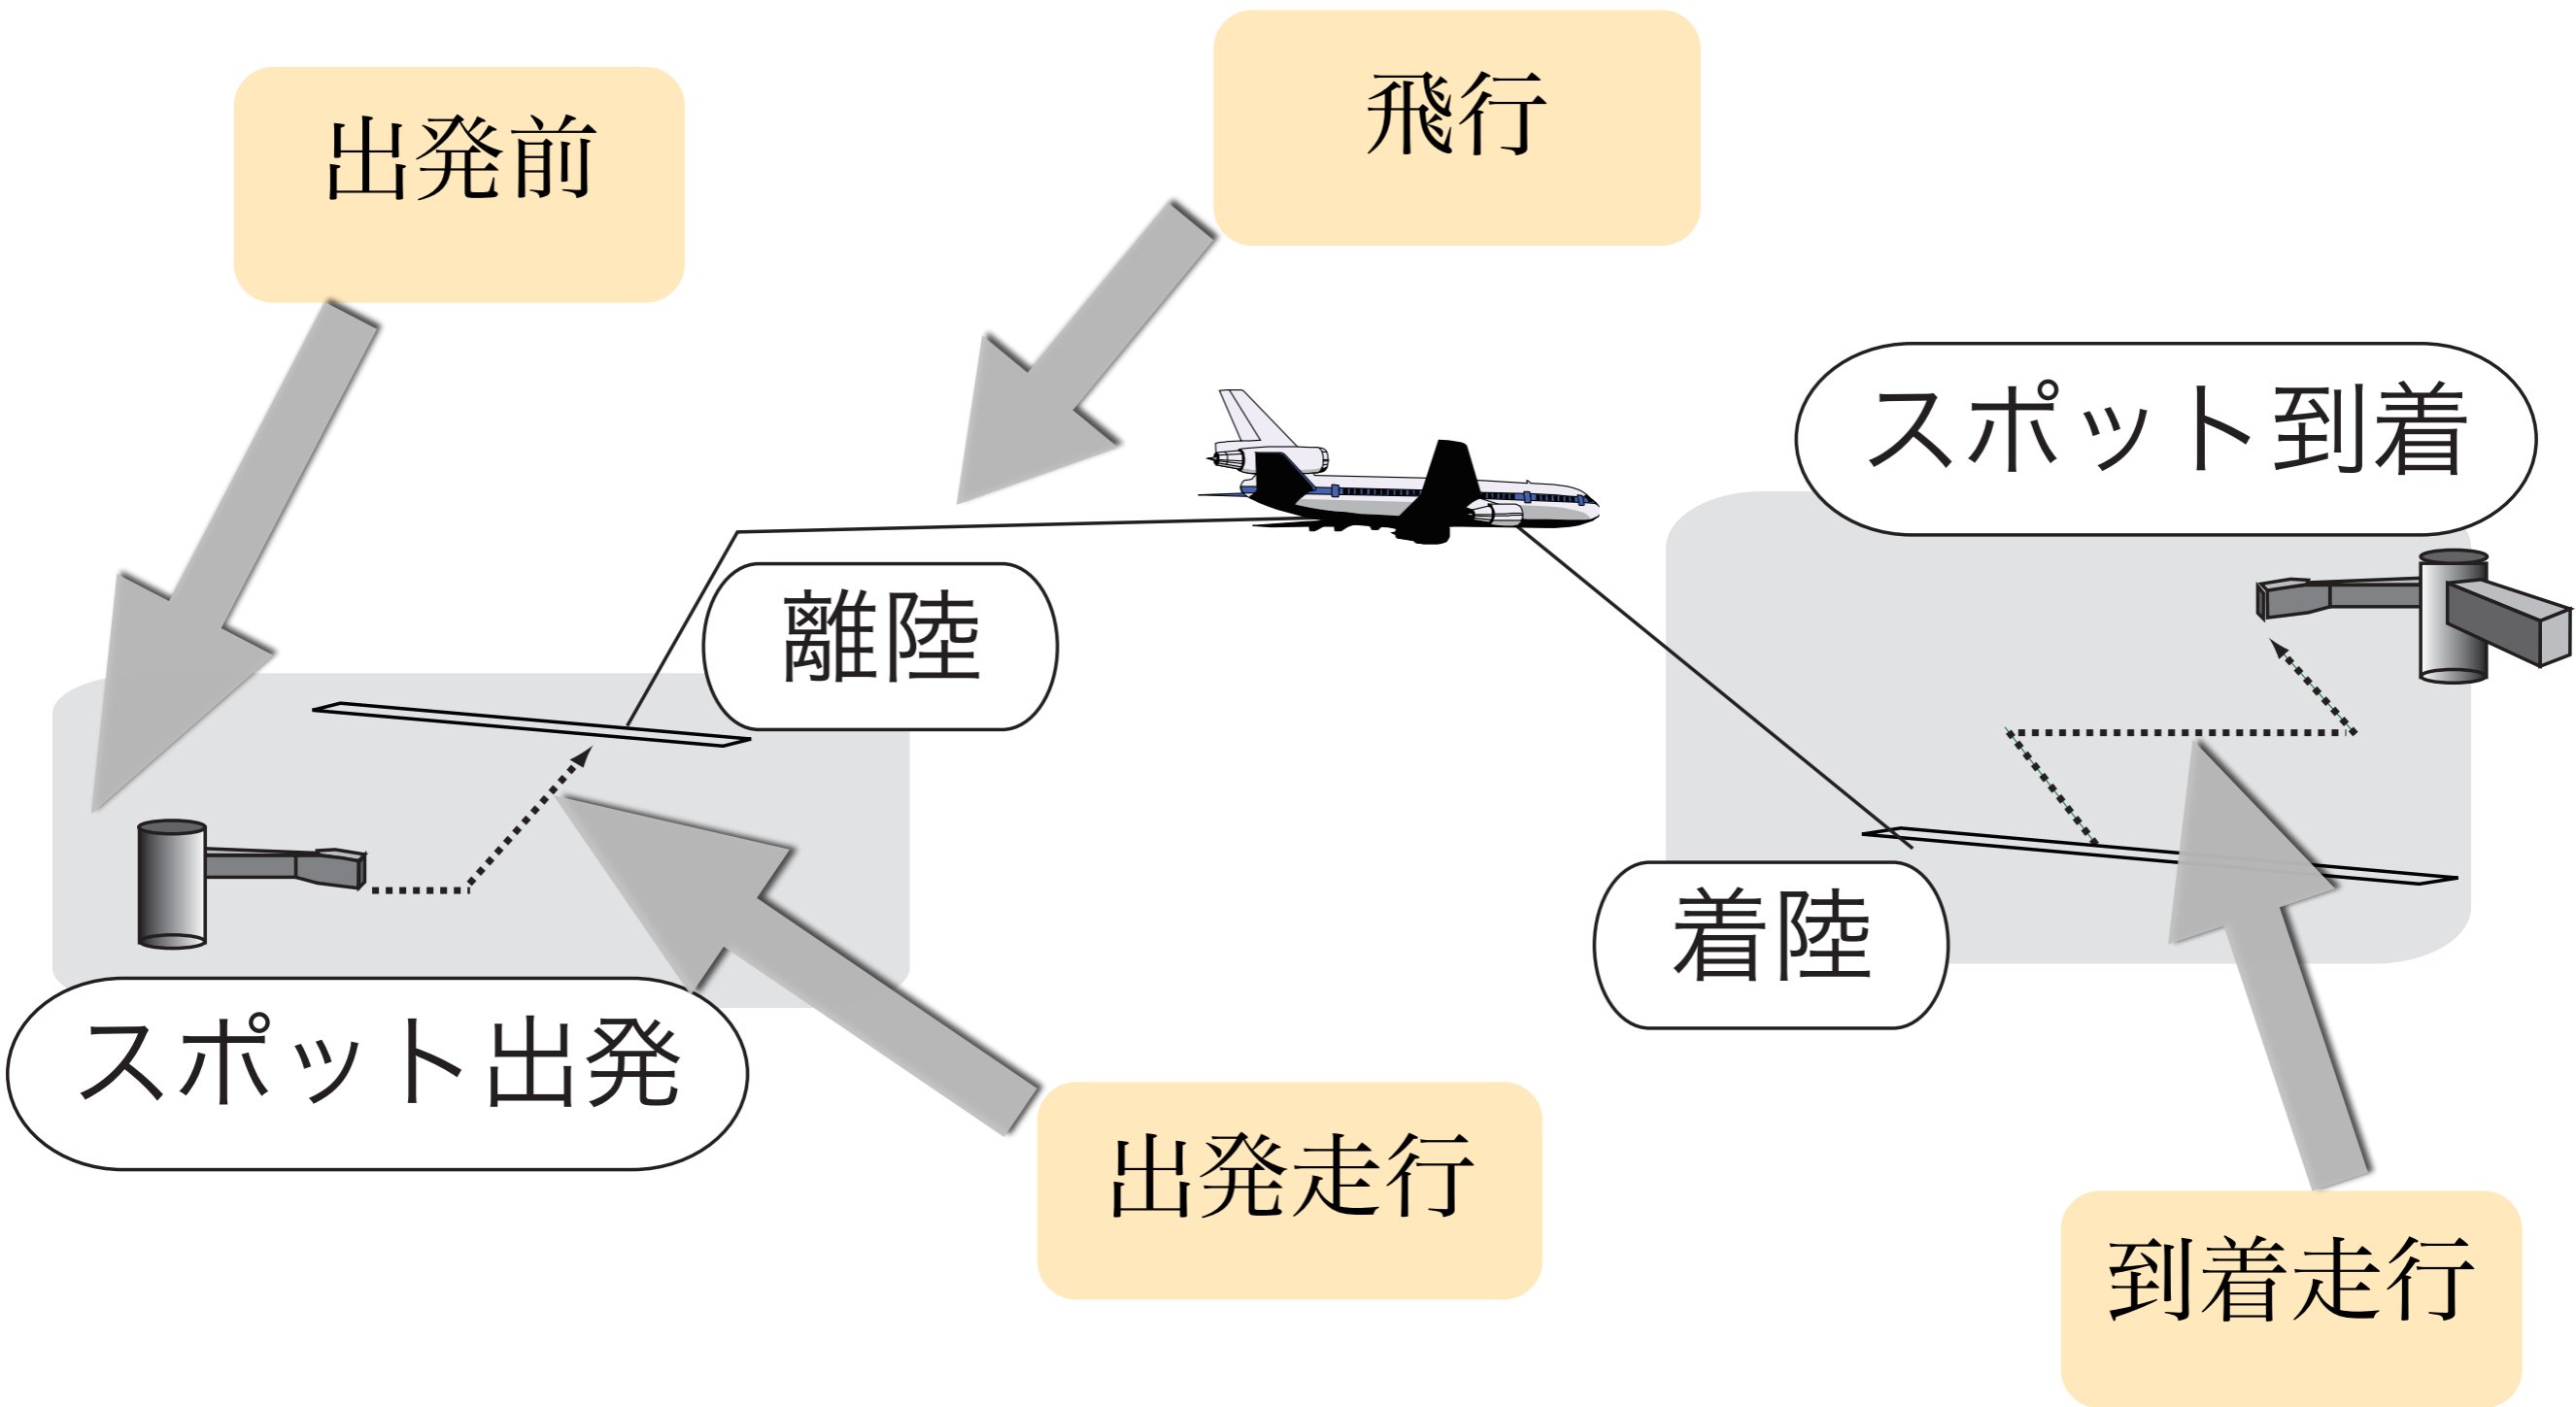 出発前
飛行
スポット到着
離陸
着陸
スポット出発
出発走行
到着走行